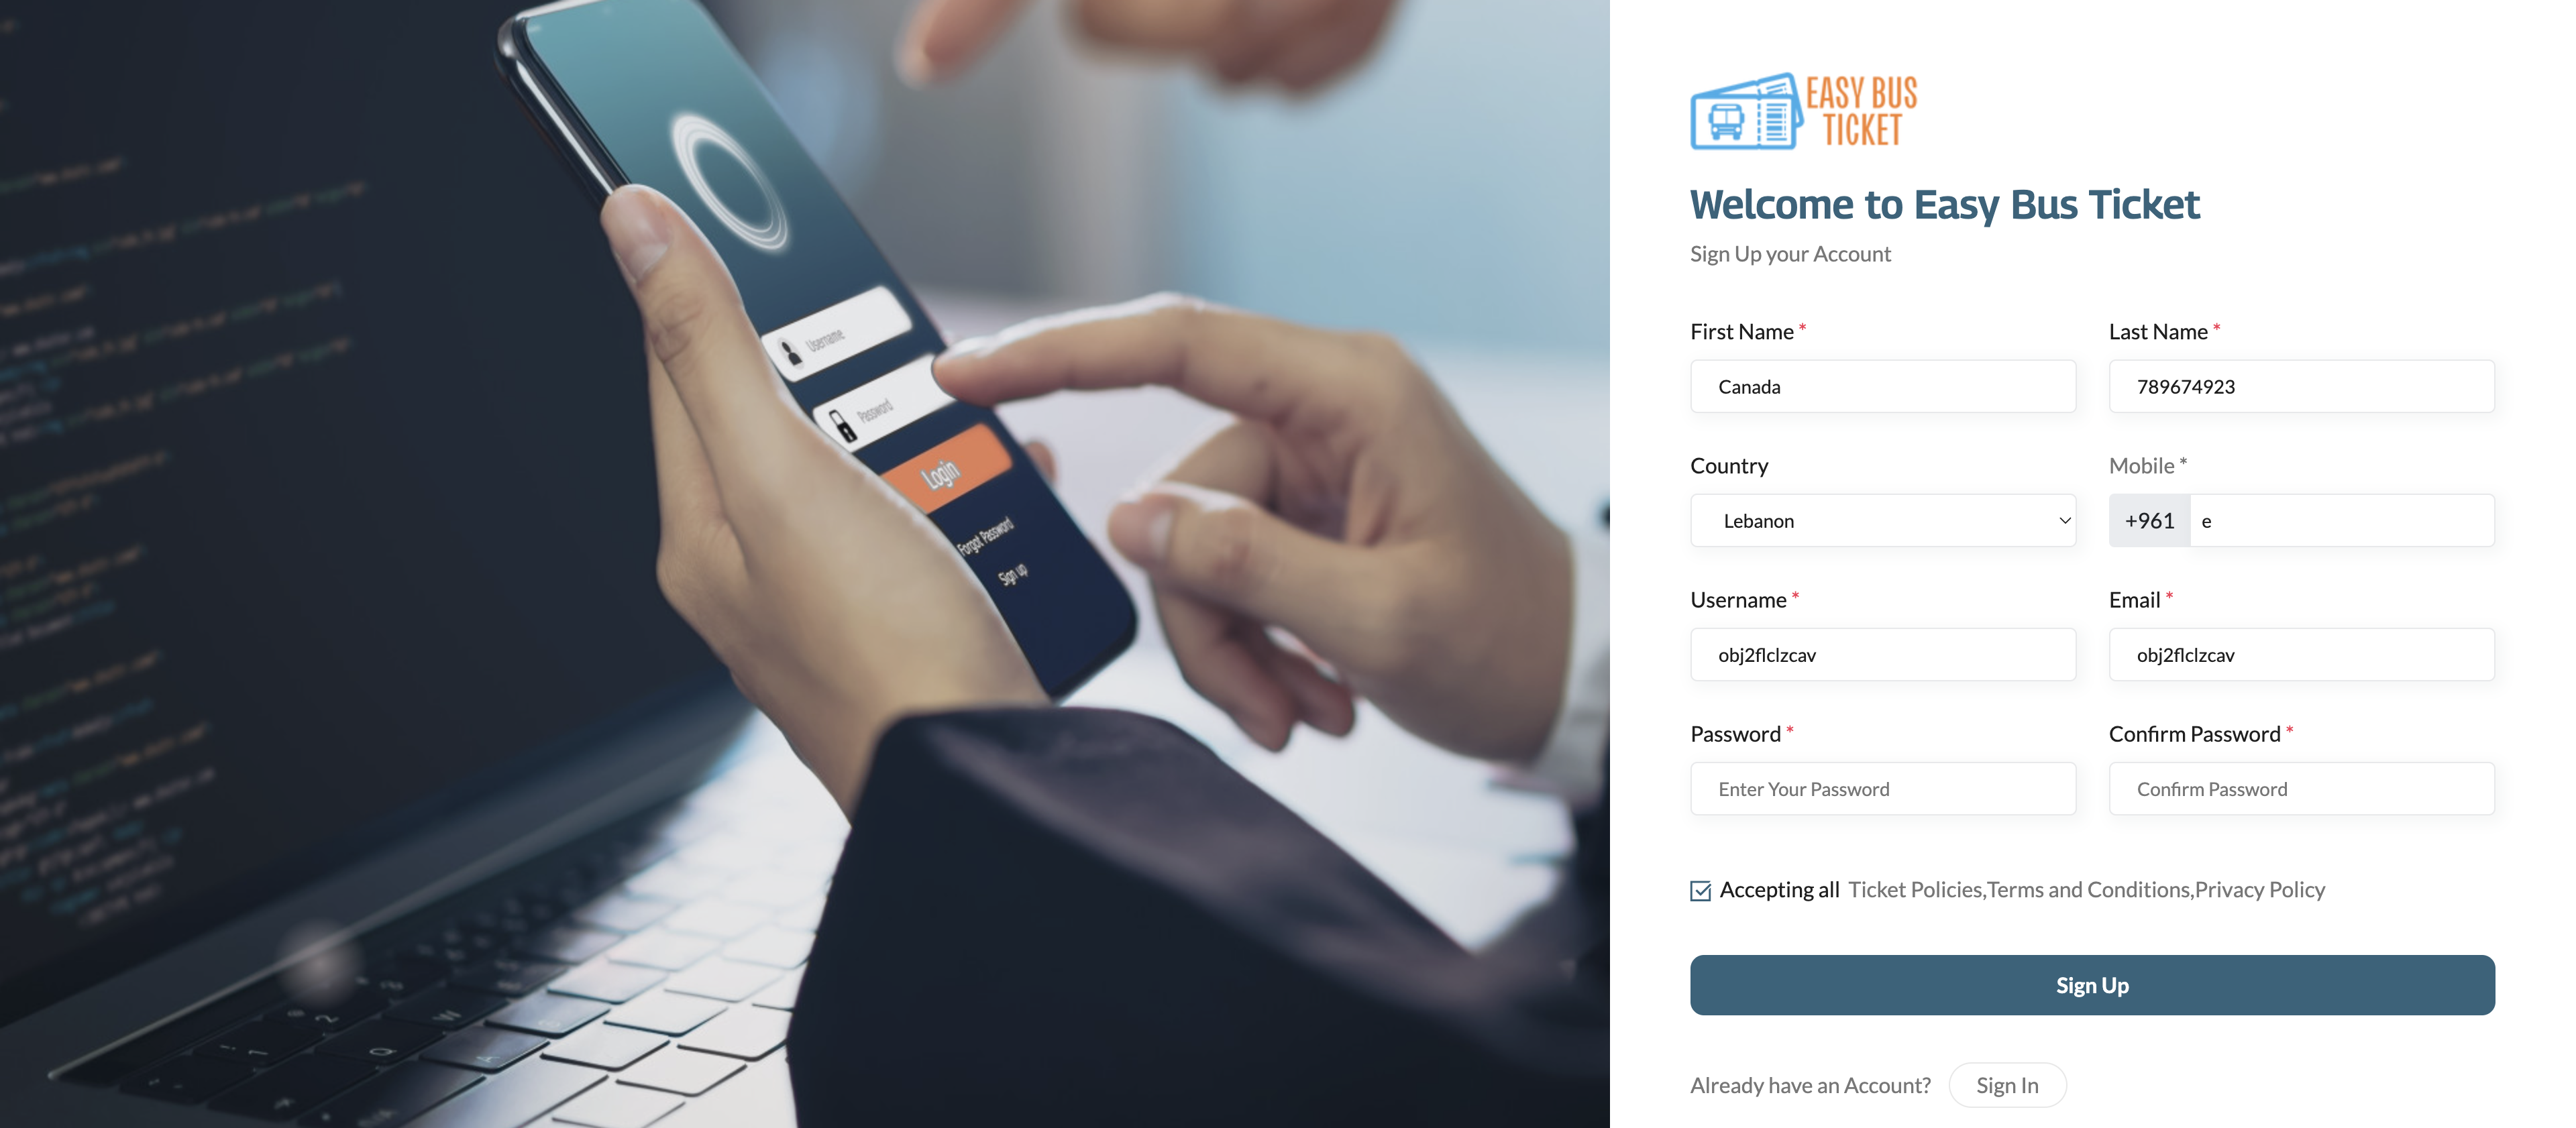 Username
Password
Login
Forgot Password
Sign up
EASY BUS
TICKET
Welcome to Easy Bus Ticket
Sign Up your Account
First Name *
Last Name *
Canada
789674923
Country
Mobile *
Lebanon
+961
e
Username *
Email *
obj2flclzcav
obj2flclzcav
Password *
Confirm Password *
Enter Your Password
Confirm Password
Accepting all Ticket Policies,Terms and Conditions,Privacy Policy
Sign Up
Already have an Account?
Sign In